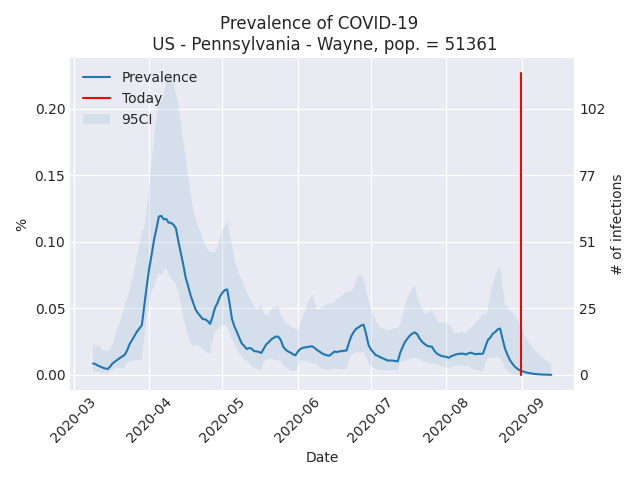 Prevalence of COVID-19
US - Pennsylvania - Wayne, pop. = 51361
Prevalence
Today
95CI
0.20
0.15
0.10
0.05
0.00
%
102
77
51
25
0
# of infections
2020-03
2020-04
2020-05
2020-06
2020-07
2020-08
2020-09
Date